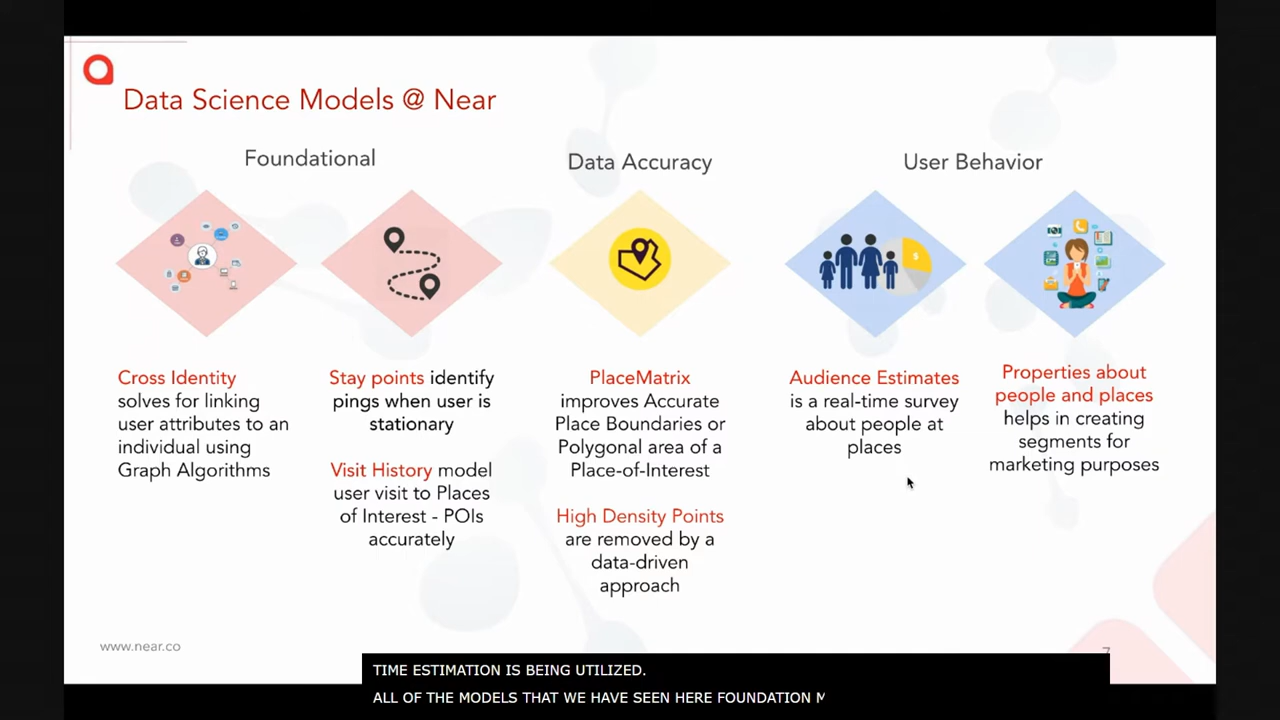 Data Science Models @ Near
Foundational
Data Accuracy
User Behavior
Cross Identity
solves for linking
user attributes to an
individual using
Graph Algorithms
Stay points identify
pings when user is
stationary
Visit History model
user visit to Places
of Interest - POIs
accurately
PlaceMatrix
improves Accurate
Place Boundaries or
Polygonal area of a
Place-of-Interest
High Density Points
are removed by a
data-driven
approach
Audience Estimates
is a real-time survey
about people at
places
Properties about
people and places
helps in creating
segments for
marketing purposes
www.near.co
TIME ESTIMATION IS BEING UTILIZED.
ALL OF THE MODELS THAT WE HAVE SEEN HERE FOUNDATION